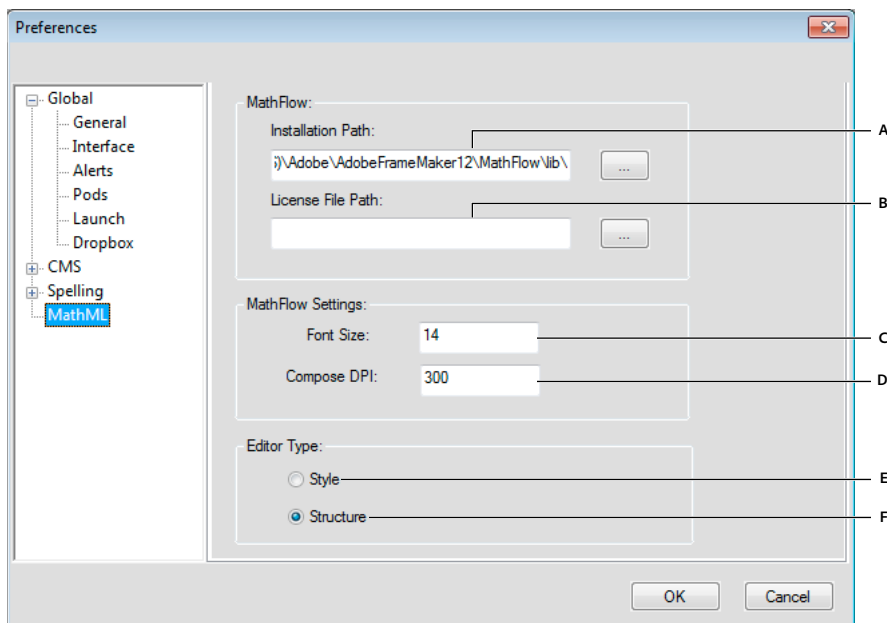 Preferences
Global
General
Interface
Alerts
Pods
Launch
Dropbox
CMS
Spelling
MathML
MathFlow:
Installation Path:
A
i)\Adobe\AdobeFrameMaker12\MathFlow\lib\
...
License File Path:
B
...
MathFlow Settings:
Font Size:
14
C
Compose DPI:
300
D
Editor Type:
Style
E
Structure
F
OK
Cancel